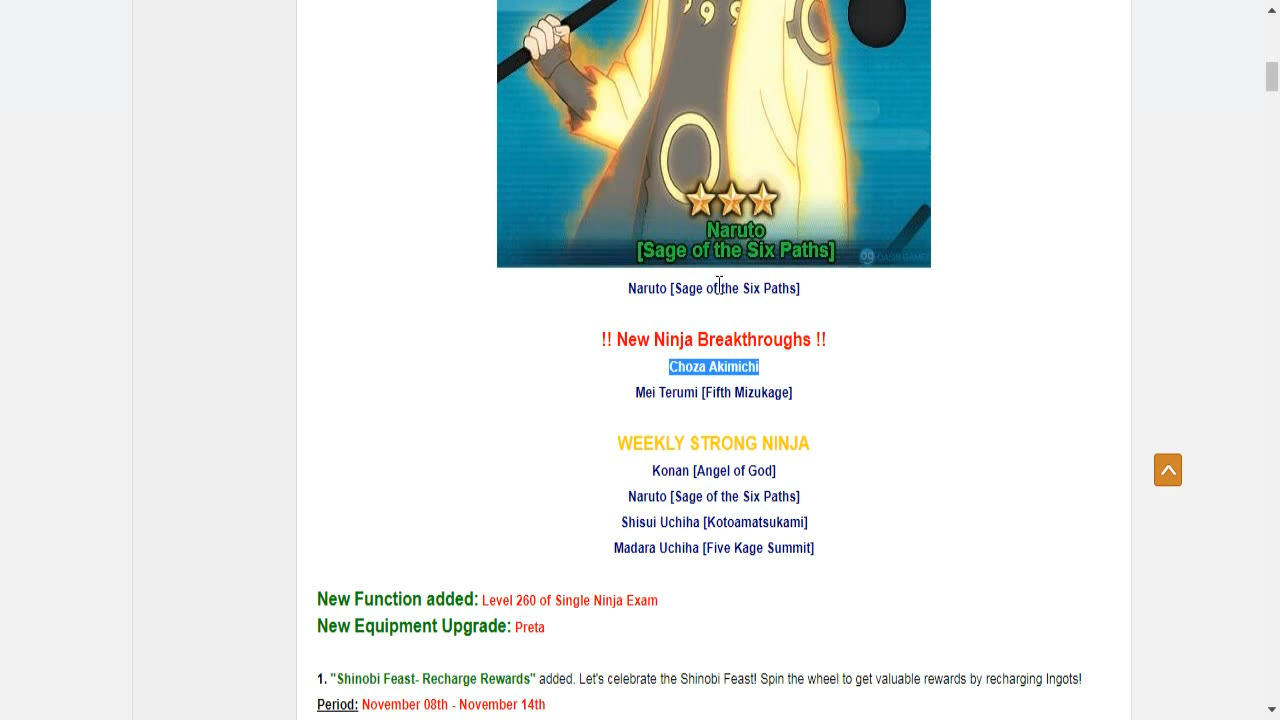 Naruto
[Sage of the Six Paths]
OASIS GAMES
Naruto [Sage of the Six Paths]
!! New Ninja Breakthroughs !!
Choza Akimichi
Mei Terumi [Fifth Mizukage]
WEEKLY STRONG NINJA
Konan [Angel of God]
Naruto [Sage of the Six Paths]
Shisui Uchiha [Kotoamatsukami]
Madara Uchiha [Five Kage Summit]
New Function added: Level 260 of Single Ninja Exam
New Equipment Upgrade: Preta
1. "Shinobi Feast- Recharge Rewards" added. Let's celebrate the Shinobi Feast! Spin the wheel to get valuable rewards by recharging Ingots!
Period: November 08th - November 14th